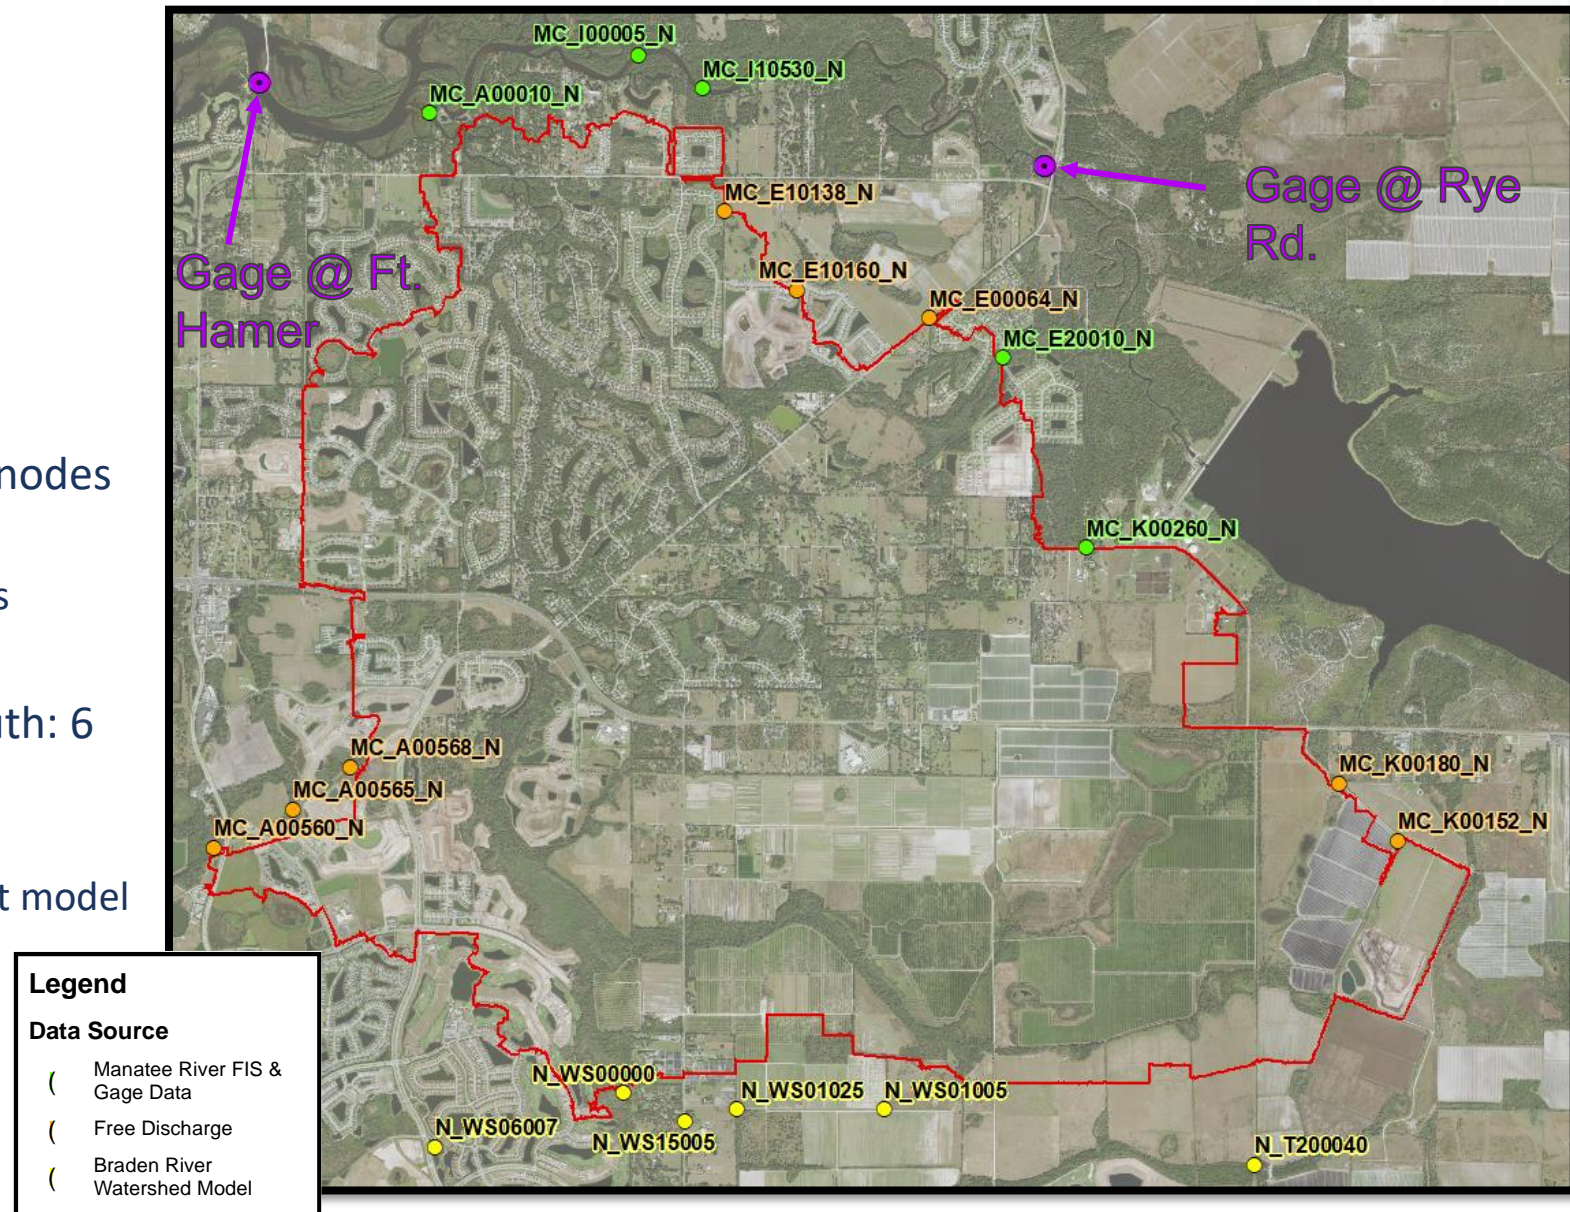 MC_I00005_N
MC_I10530_N
MC_A00010_N
Gage @ Rye
Rd.
MC_E10138_N
Gage @ Ft.
Hamer
MC_E10160_N
MC_E00064_N
MC_E20010_N
nodes
MC_K00260_N
s
uth: 6
MC_A00568_N
MC_K00180_N
MC_A00565_N
MC_A00560_N
MC_K00152_N
t model
Legend
Data Source
Manatee River FIS &
Gage Data
Free Discharge
Braden River
Watershed Model
N_WS00000
N_WS01025
N_WS01005
N_WS06007
N_WS15005
N_T200040